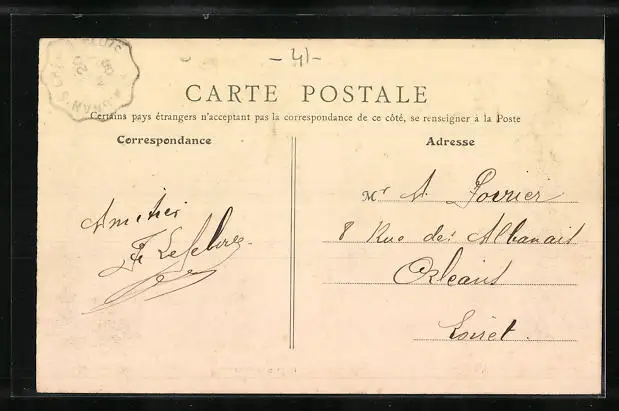 - 41 -
CARTE POSTALE
Certains pays étrangers n'acceptant pas la correspondance de ce côté, se renseigner à la Poste
Correspondance
Adresse
Amitiés
F Lefebvre
Mr A Poirier
8 Rue des Albanais
Orléans
Loiret.